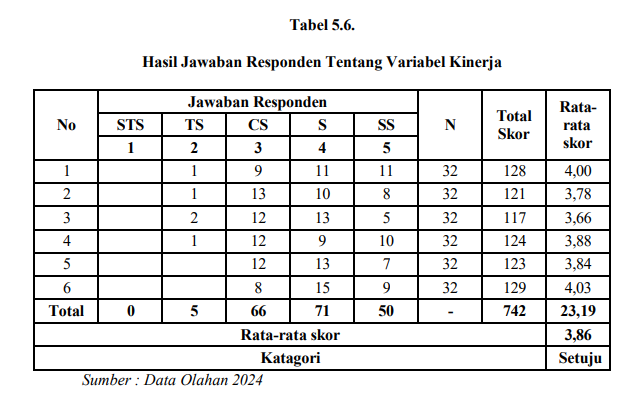 Tabel 5.6.
Hasil Jawaban Responden Tentang Variabel Kinerja
No Jawaban Responden N Total Skor Rata-rata skor
STS TS CS S SS
1 2 3 4 5
1 1 9 11 11 32 128 4,00
2 1 13 10 8 32 121 3,78
3 2 12 13 5 32 117 3,66
4 1 12 9 10 32 124 3,88
5 12 13 7 32 123 3,84
6 8 15 9 32 129 4,03
Total 0 5 66 71 50 - 742 23,19
Rata-rata skor 3,86
Katagori Setuju
Sumber : Data Olahan 2024